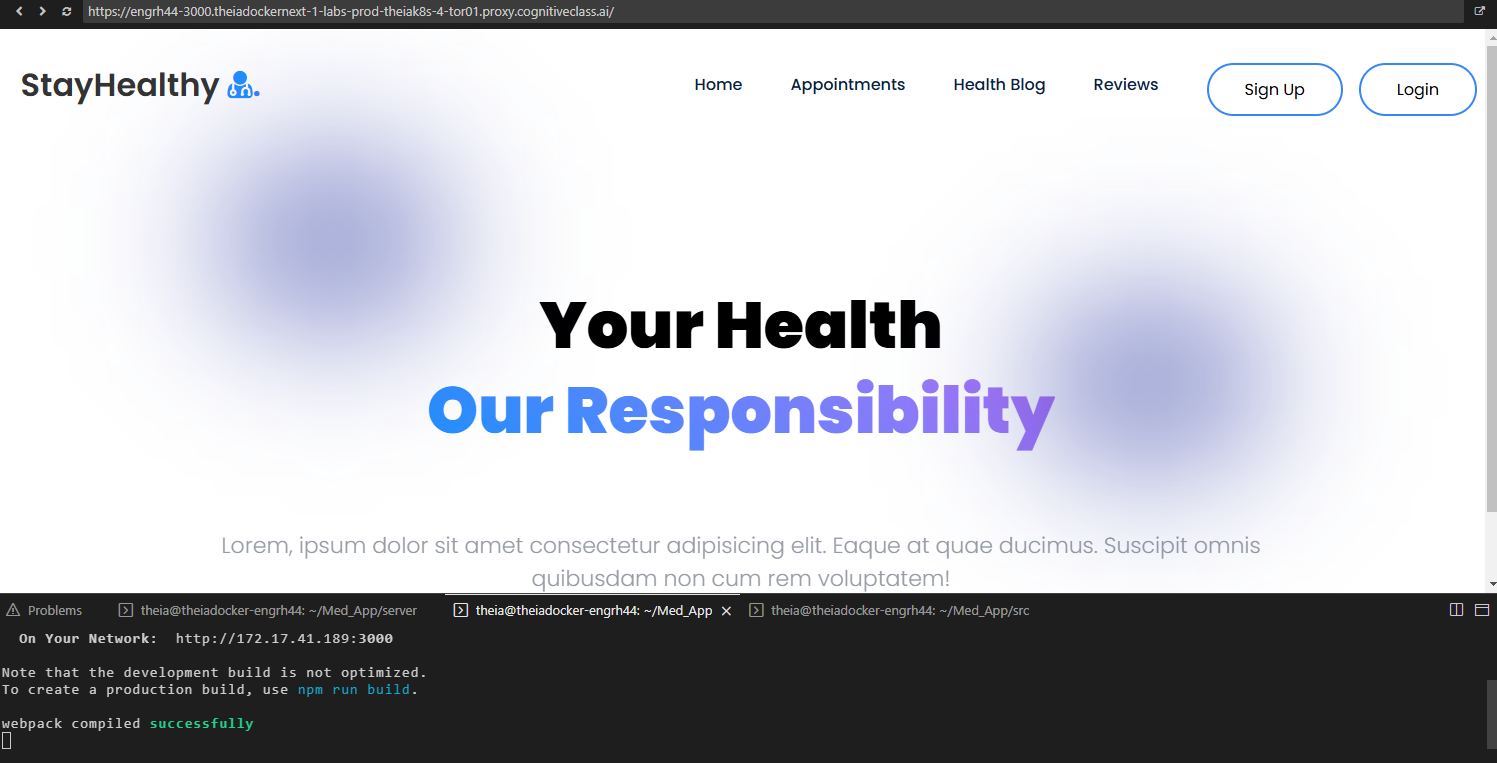 https://engrh44-3000.theiadockernext-1-labs-prod-theiak8s-4-tor01.proxy.cognitiveclass.ai/
StayHealthy .
Home Appointments Health Blog Reviews Sign Up Login
Your Health
Our Responsibility
Lorem, ipsum dolor sit amet consectetur adipisicing elit. Eaque at quae ducimus. Suscipit omnis
quibusdam non cum rem voluptatem!
Problems theia@theiadocker-engrh44: ~/Med_App/server theia@theiadocker-engrh44: ~/Med_App theia@theiadocker-engrh44: ~/Med_App/src
On Your Network: http://172.17.41.189:3000
Note that the development build is not optimized.
To create a production build, use npm run build.
webpack compiled successfully